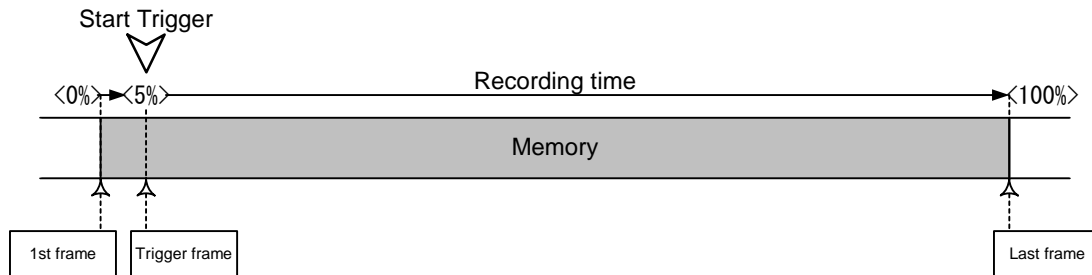 Start Trigger
<0%>
<5%>
Recording time
<100%>
Memory
1st frame
Trigger frame
Last frame